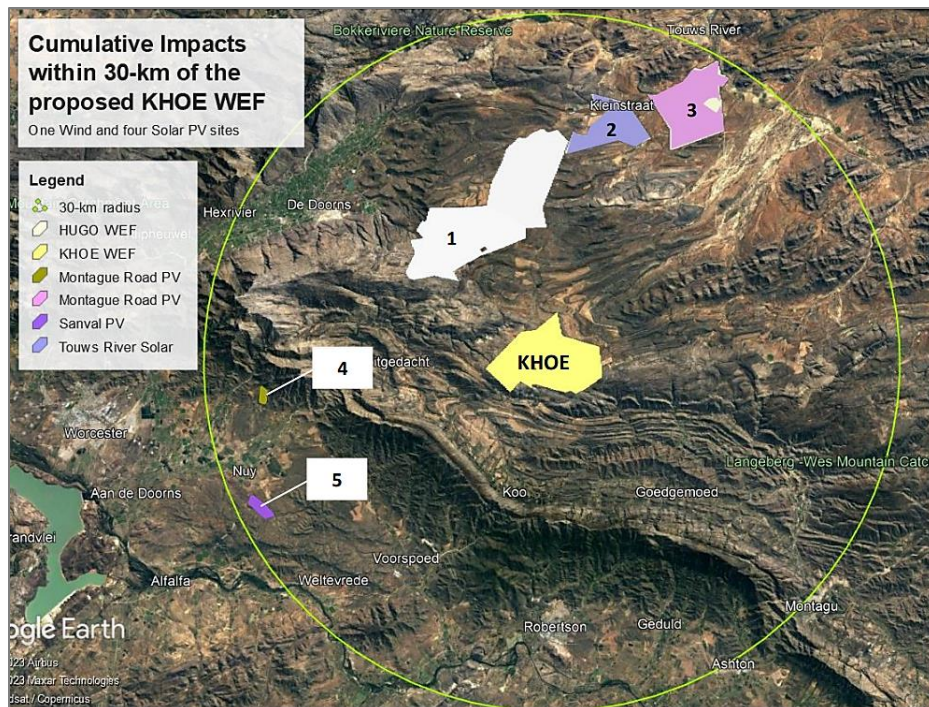 Cumulative Impacts
within 30-km of the
proposed KHOE WEF
One Wind and four Solar PV sites
Legend
30-km radius
HUGO WEF
KHOE WEF
Montague Road PV
Montague Road PV
Sanval PV
Touws River Solar
Bokkeriviere Nature Reserve
Touws River
Kleinstraat
3
2
De Doorns
Hexrivier
1
KHOE
4
itgedacht
Worcester
Nuy
5
Langeberg -Wes Mountain Catc
Aan de Doorns
Koo
Goedgemoed
randvlei
Voorspoed
Alfalfa
Weltevrede
Montagu
Robertson
Geduld
Ashton
ogle Earth
023 Airbus
023 Maxar Technologies
dsat / Copernicus